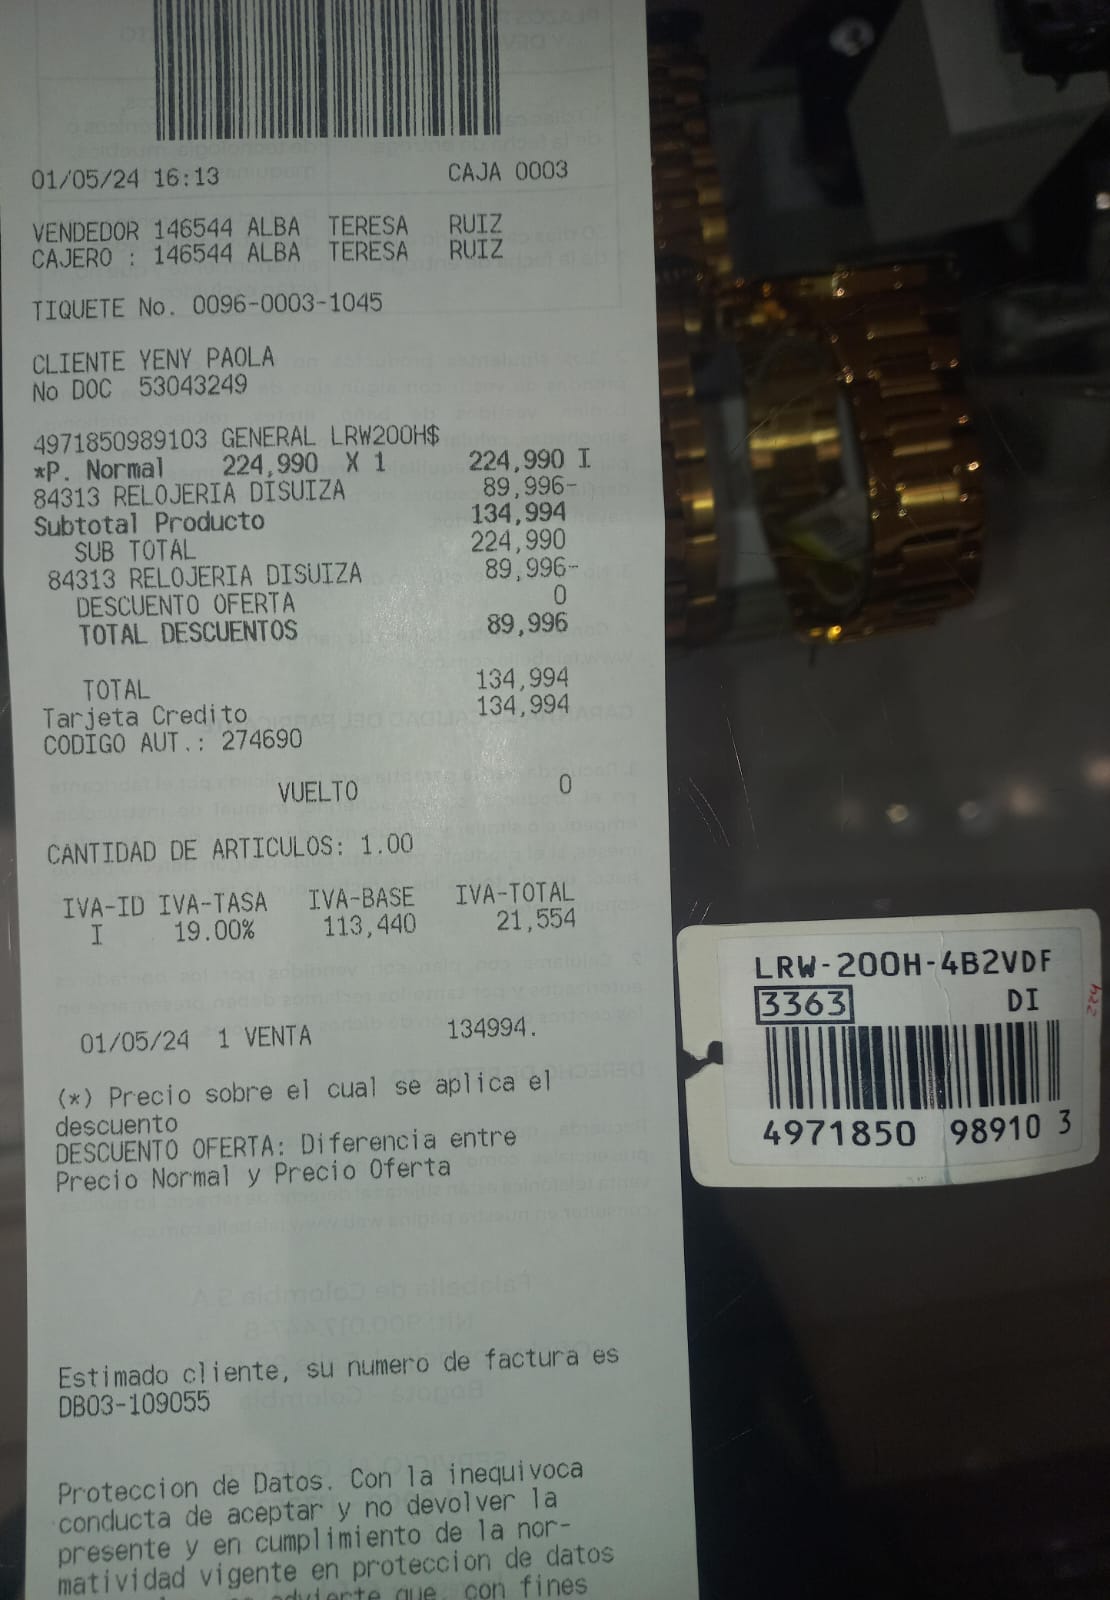 01/05/24 16:13 CAJA 0003
VENDEDOR 146544 ALBA TERESA RUIZ
CAJERO : 146544 ALBA TERESA RUIZ
TIQUETE No. 0096-0003-1045
CLIENTE YENY PAOLA
No DOC 53043249
4971850989103 GENERAL LRW200H$
*P. Normal 224,990 X 1 224,990 I
84313 RELOJERIA DISUIZA 89,996-
Subtotal Producto 134,994
SUB TOTAL 224,990
84313 RELOJERIA DISUIZA 89,996-
DESCUENTO OFERTA 0
TOTAL DESCUENTOS 89,996
TOTAL 134,994
Tarjeta Credito 134,994
CODIGO AUT.: 274690
VUELTO 0
CANTIDAD DE ARTICULOS: 1.00
IVA-ID IVA-TASA IVA-BASE IVA-TOTAL
I 19.00% 113,440 21,554
01/05/24 1 VENTA 134994.
(*) Precio sobre el cual se aplica el
descuento
DESCUENTO OFERTA: Diferencia entre
Precio Normal y Precio Oferta
Estimado cliente, su numero de factura es
DB03-109055
Proteccion de Datos. Con la inequivoca
conducta de aceptar y no devolver la
presente y en cumplimiento de la nor-
matividad vigente en proteccion de datos
que, con fines
LRW-200H-4B2VDF
3363 DI
4971850 98910 3